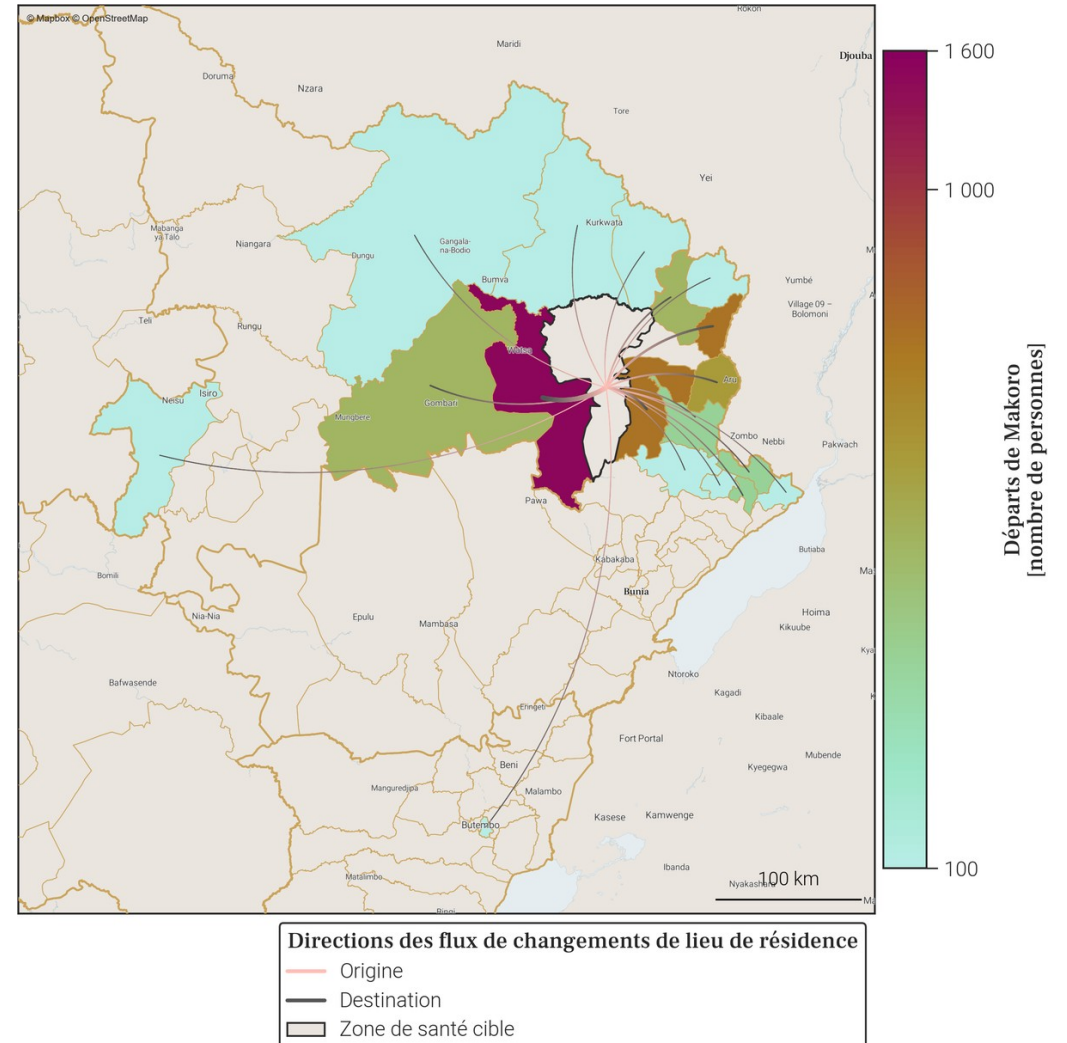 Rokon
© Mapbox © OpenStreetMap
Maridi
Djouba
Doruma
Nzara
Tore
Yei
Kurkwata
Mabanga
ya Talo
Niangara
Gangala-
na-Bodio
Dungu
Bumva
Yumbé
Village 09 –
Bolomoni
Teli
Rungu
Watsa
Aru
Isiro
Neisu
Gombari
Mungbere
Zombo
Nebbi
Pakwach
Pawa
Butiaba
Kabakaba
Bomili
Bunia
Nia-Nia
Epulu
Mambasa
Hoima
Kikuube
Bafwasende
Ntoroko
Kagadi
Eringeti
Kibaale
Fort Portal
Mubende
Beni
Kyegegwa
Manguredjipa
Malambo
Butembo
Kasese
Kamwenge
Ibanda
Matalimbo
Nyakashara
100 km
1 600
1 000
100
Départs de Makoro
[nombre de personnes]
Directions des flux de changements de lieu de résidence
Origine
Destination
Zone de santé cible